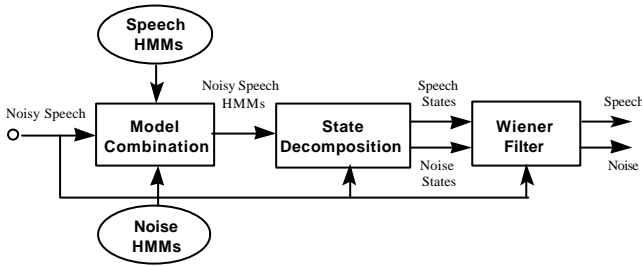 Speech
HMMs
Noisy Speech
Model
Combination
Noisy Speech
HMMs
State
Decomposition
Speech
States
Noise
States
Wiener
Filter
Speech
Noise
Noise
HMMs